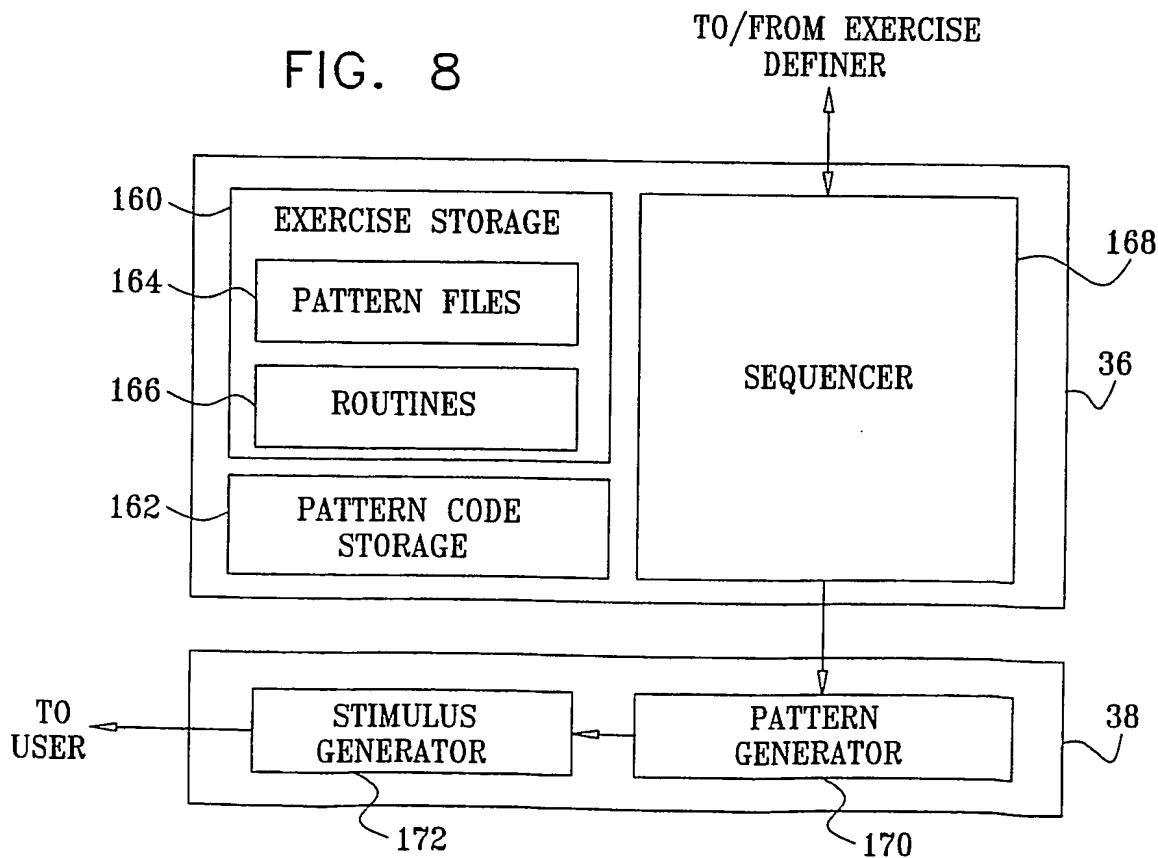 FIG. 8
TO/FROM EXERCISE
DEFINER
160
EXERCISE STORAGE
164
PATTERN FILES
166
ROUTINES
162
PATTERN CODE
STORAGE
SEQUENCER
168
36
TO
USER
STIMULUS
GENERATOR
172
PATTERN
GENERATOR
170
38